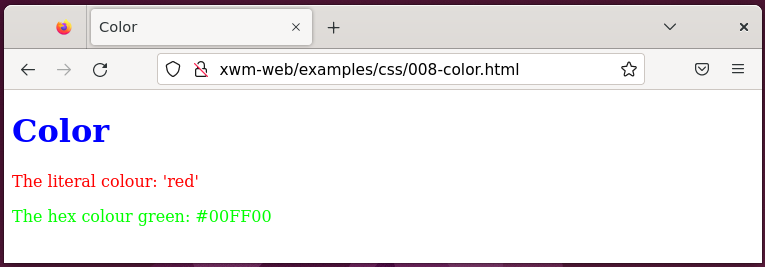 Color
xwm-web/examples/css/008-color.html
Color
The literal colour: 'red'
The hex colour green: #00FF00